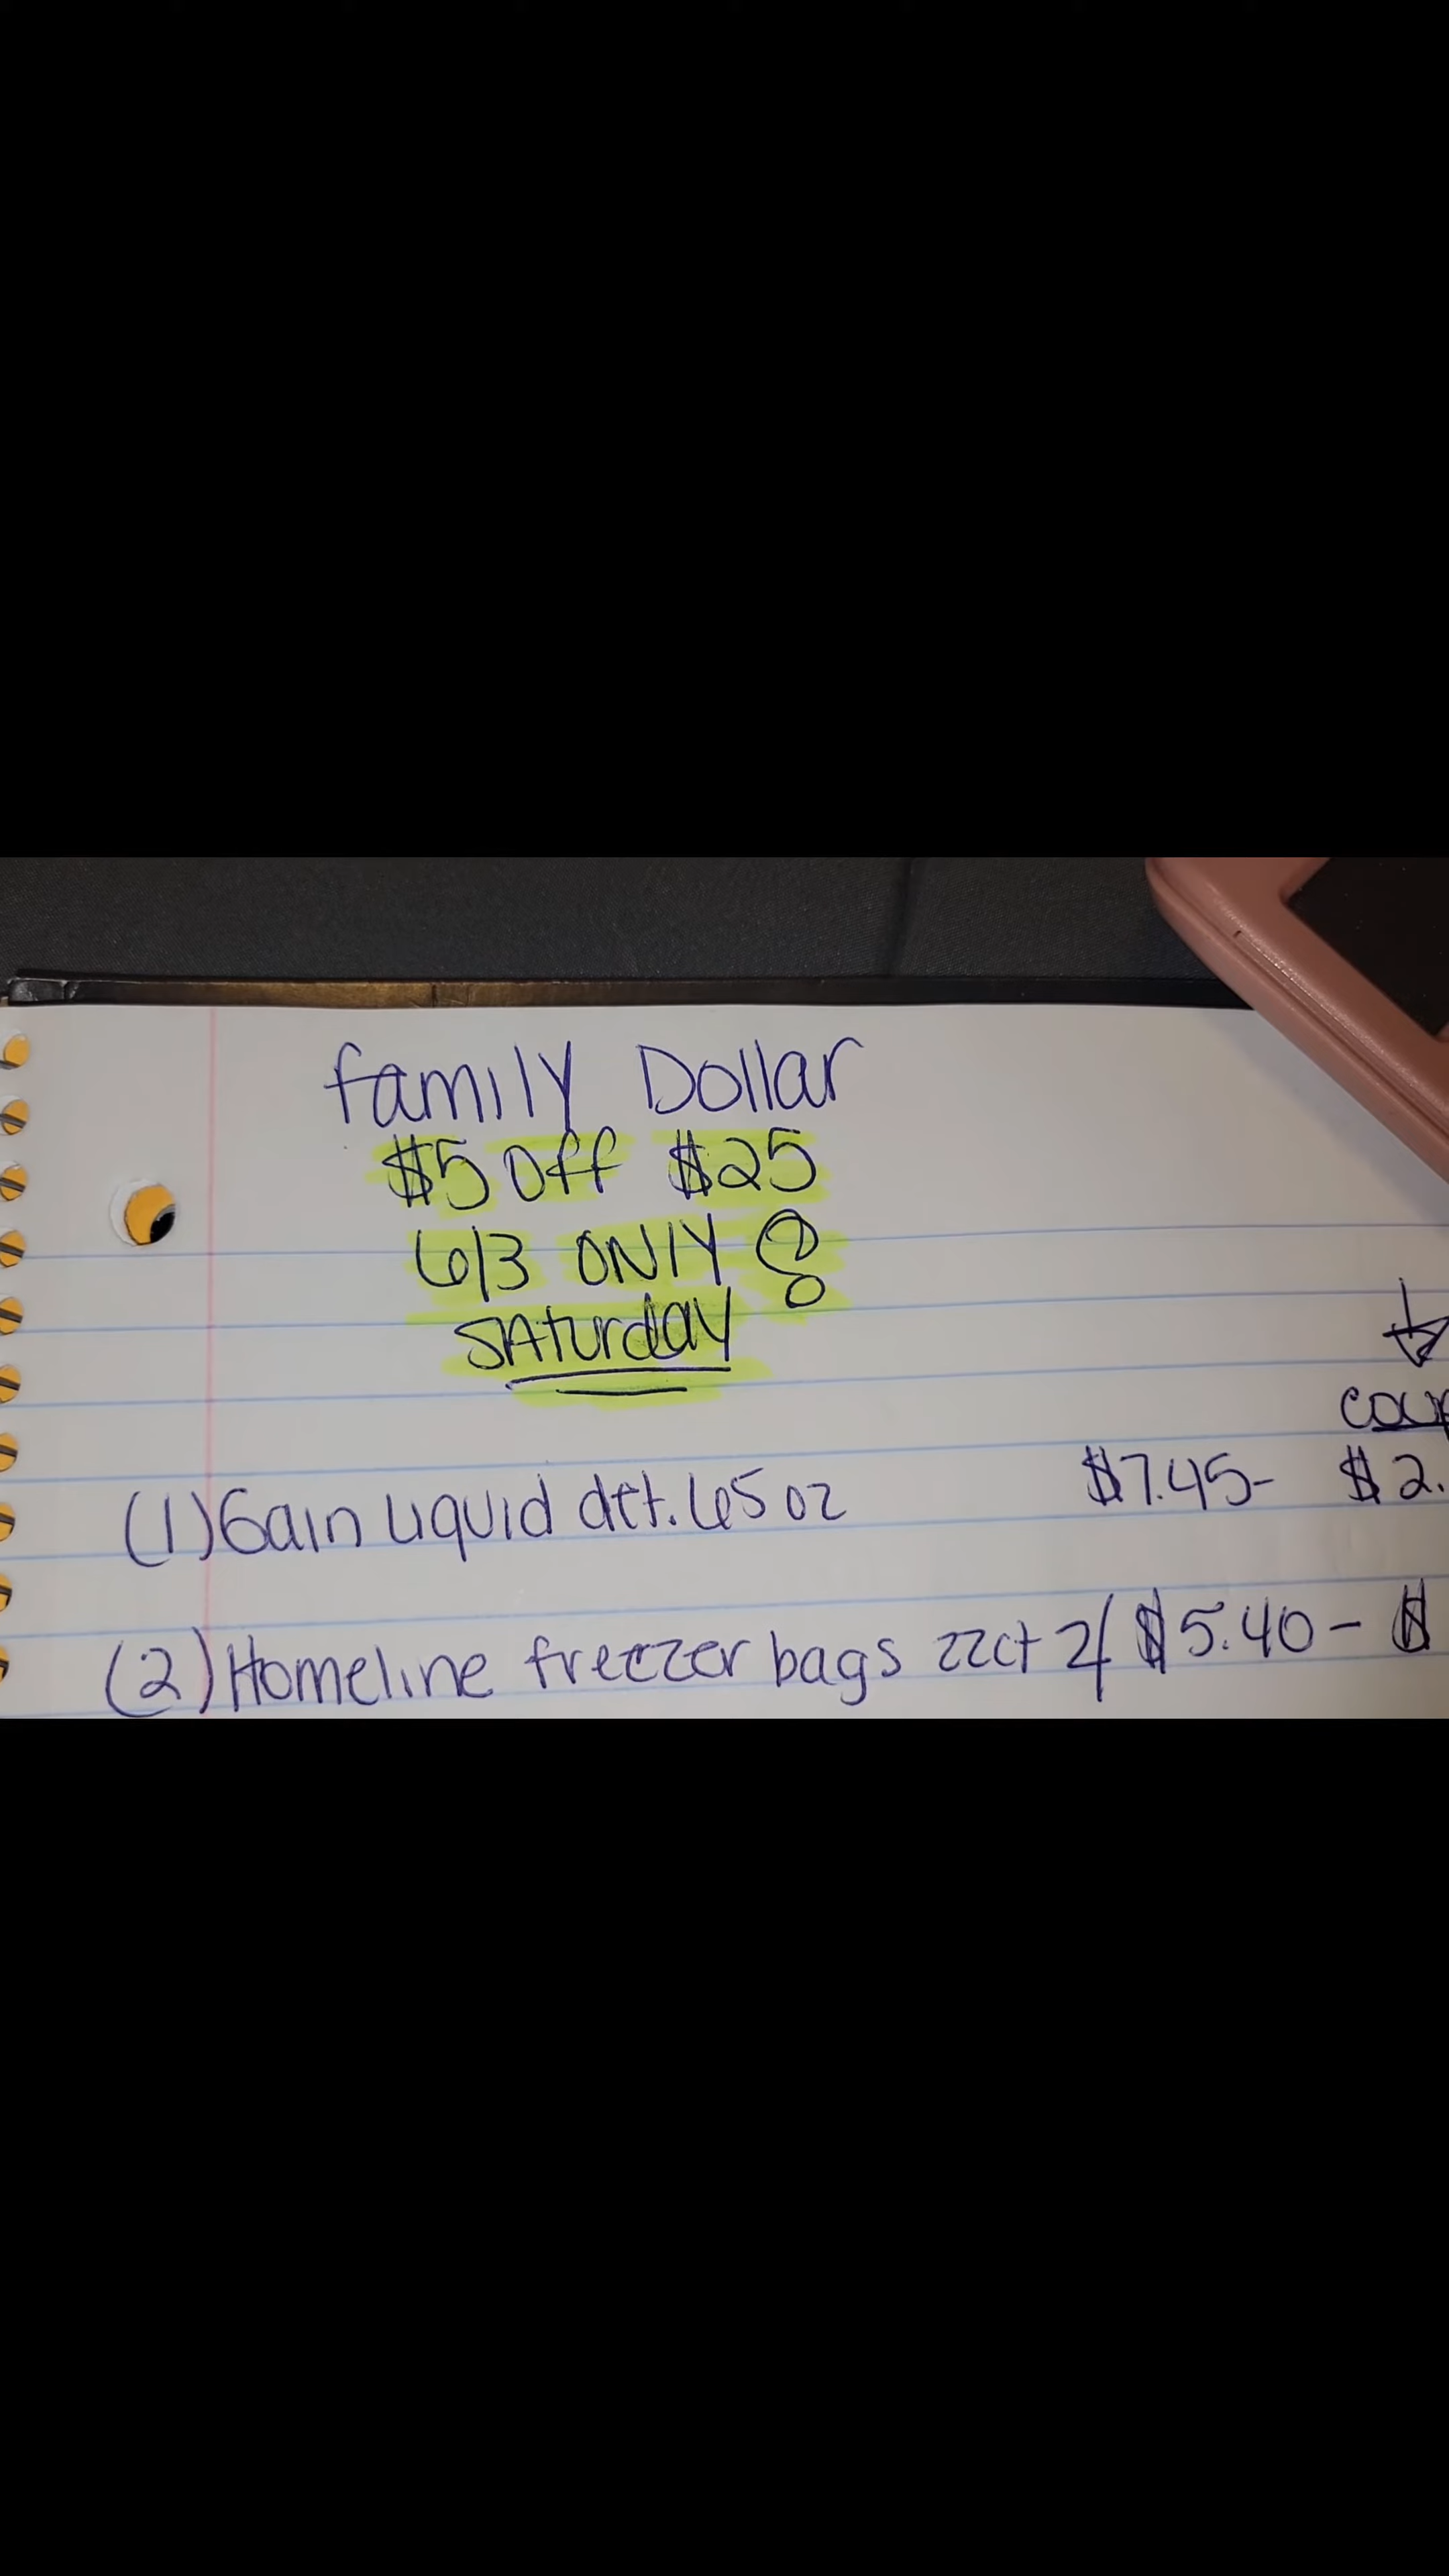 family Dollar
$5 off $25
6/3 ONLY
SAturday
coup
(1) Gain Liquid det. 65 oz $7.45- $2.
(2) Homeline freezer bags 22ct 2/ $5.40 - $